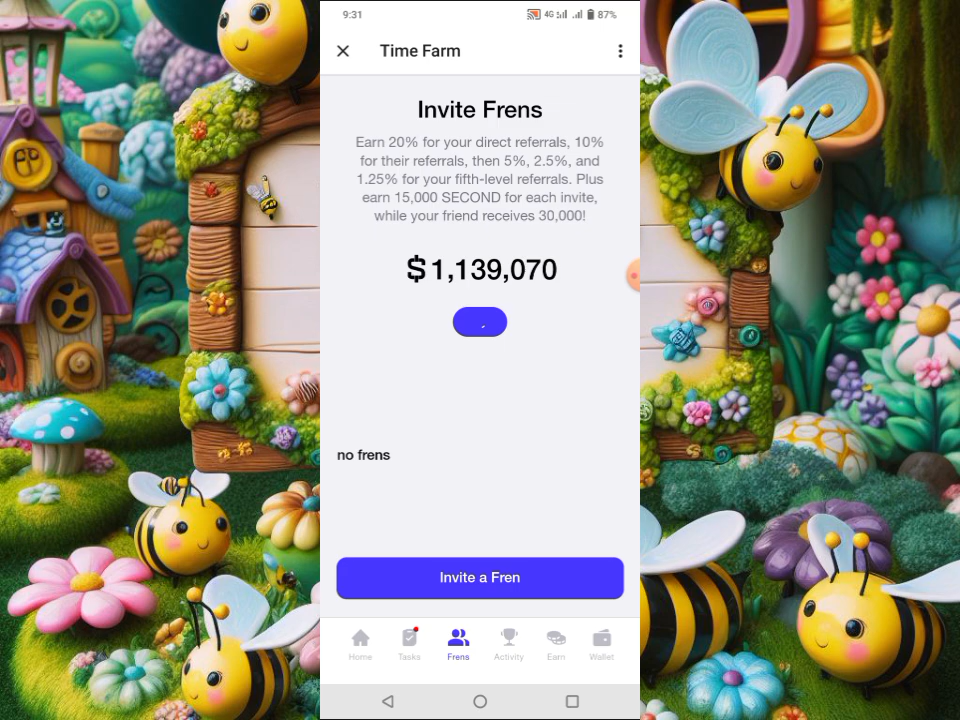 9:31
4G
87%
Time Farm
Invite Frens
Earn 20% for your direct referrals, 10%
for their referrals, then 5%, 2.5%, and
1.25% for your fifth-level referrals. Plus
earn 15,000 SECOND for each invite,
while your friend receives 30,000!
$1,139,070
no frens
Invite a Fren
Home
Tasks
Frens
Activity
Earn
Wallet